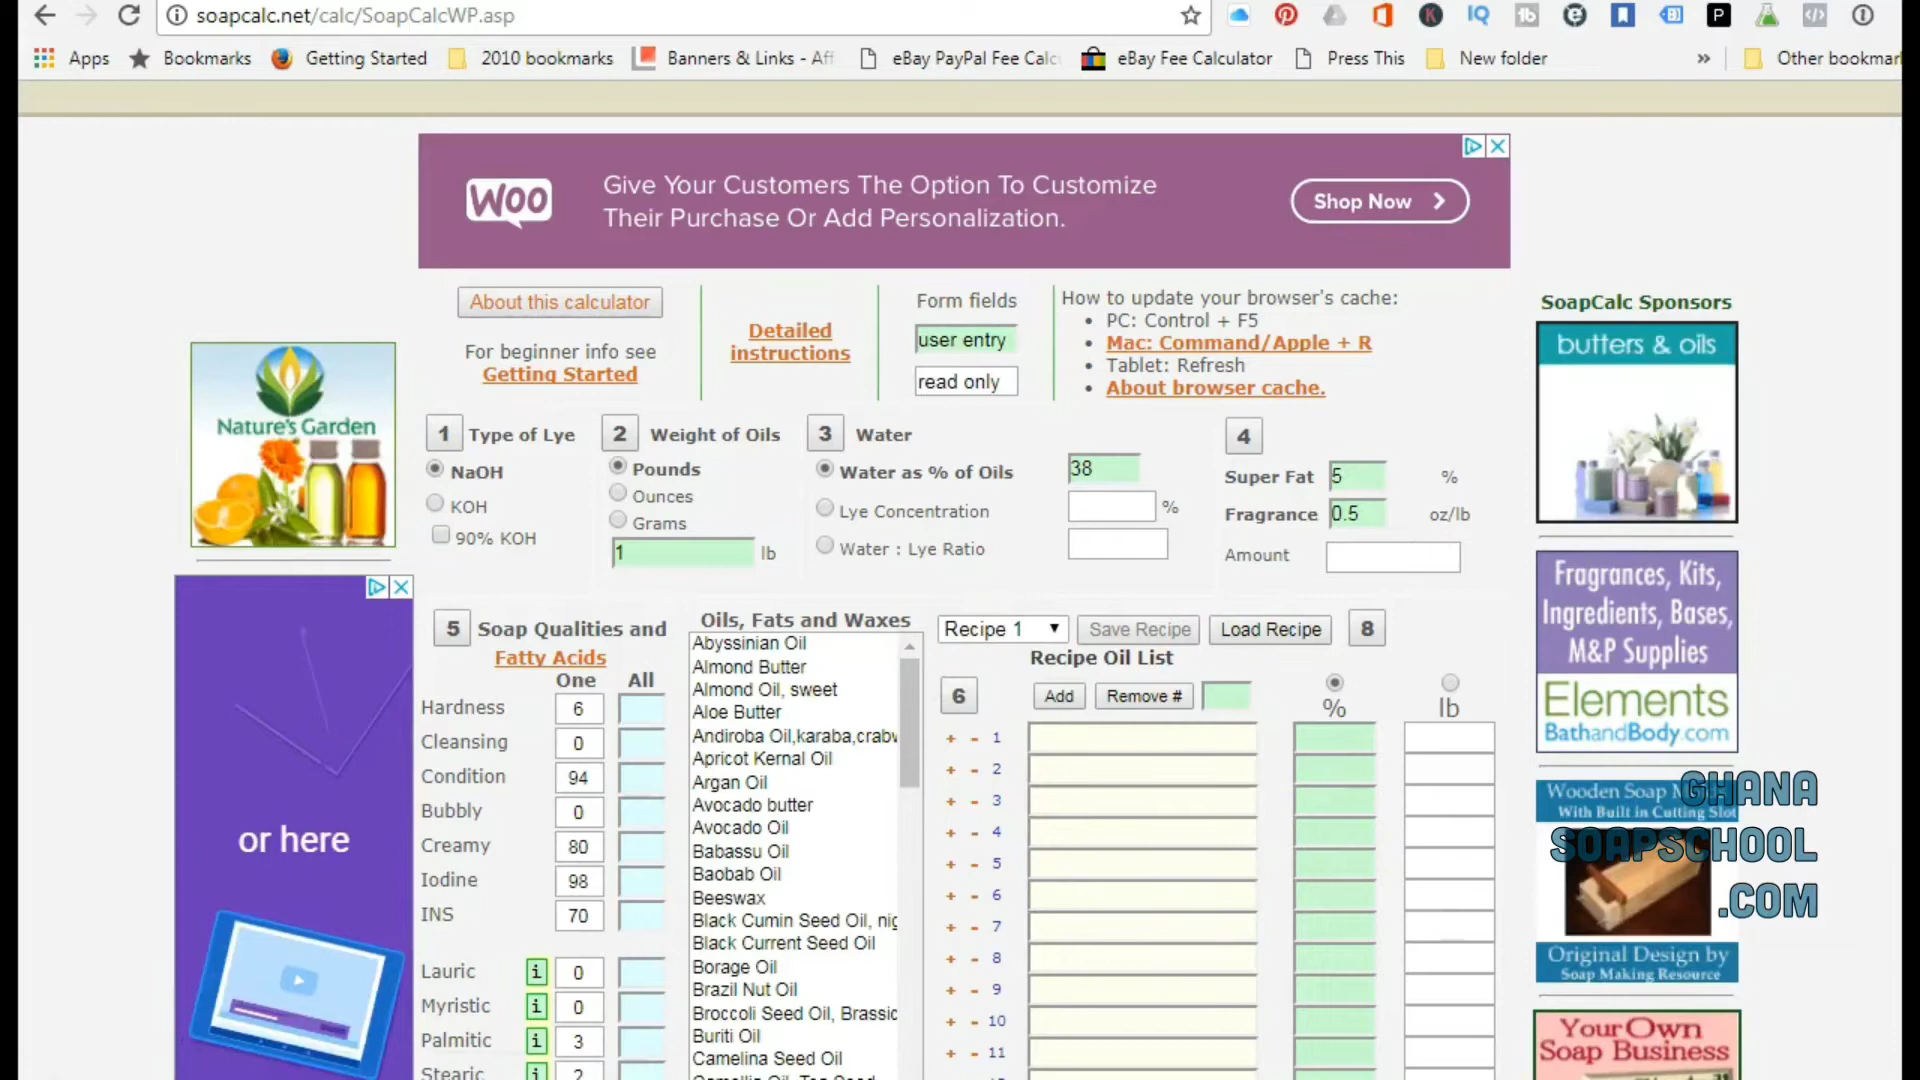 soapcalc.net/calc/SoapCalcWP.asp
Apps Bookmarks Getting Started 2010 bookmarks Banners & Links - Aff eBay PayPal Fee Calc eBay Fee Calculator Press This New folder » Other bookmar
WOO
Give Your Customers The Option To Customize
Their Purchase Or Add Personalization.
Shop Now
About this calculator
For beginner info see
Getting Started
Detailed
instructions
Form fields
user entry
read only
How to update your browser's cache:
PC: Control + F5
Mac: Command/Apple + R
Tablet: Refresh
About browser cache.
SoapCalc Sponsors
butters & oils
Nature's Garden
1 Type of Lye
NaOH
KOH
90% KOH
2 Weight of Oils
Pounds
Ounces
Grams
1 lb
3 Water
Water as % of Oils 38
Lye Concentration %
Water : Lye Ratio
4
Super Fat 5 %
Fragrance 0.5 oz/lb
Amount
Fragrances, Kits,
Ingredients, Bases,
M&P Supplies
Elements
BathandBody.com
or here
5 Soap Qualities and
Fatty Acids
One All
Hardness 6
Cleansing 0
Condition 94
Bubbly 0
Creamy 80
Iodine 98
INS 70
Lauric i 0
Myristic i 0
Palmitic i 3
Stearic i 2
Oils, Fats and Waxes
Abyssinian Oil
Almond Butter
Almond Oil, sweet
Aloe Butter
Andiroba Oil,karaba,crabw
Apricot Kernal Oil
Argan Oil
Avocado butter
Avocado Oil
Babassu Oil
Baobab Oil
Beeswax
Black Cumin Seed Oil, nig
Black Current Seed Oil
Borage Oil
Brazil Nut Oil
Broccoli Seed Oil, Brassic
Buriti Oil
Camelina Seed Oil
Camellia Oil, Tea Seed
Recipe 1 Save Recipe Load Recipe 8
Recipe Oil List
6 Add Remove # % lb
+ - 1
+ - 2
+ - 3
+ - 4
+ - 5
+ - 6
+ - 7
+ - 8
+ - 9
+ - 10
+ - 11
Wooden Soap
With Built in Cutting Slot
GHANA
SOAPSCHOOL
.COM
Original Design by
Soap Making Resource
Your Own
Soap Business